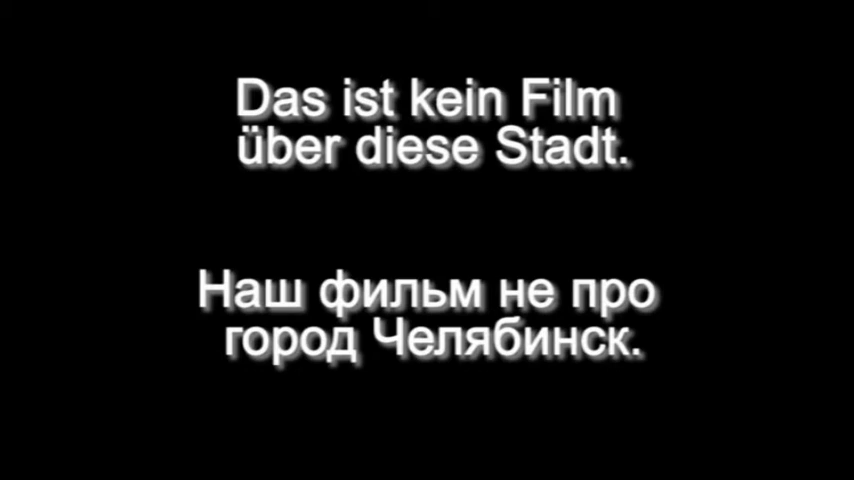 Das ist kein Film
über diese Stadt.
Наш фильм не про
город Челябинск.